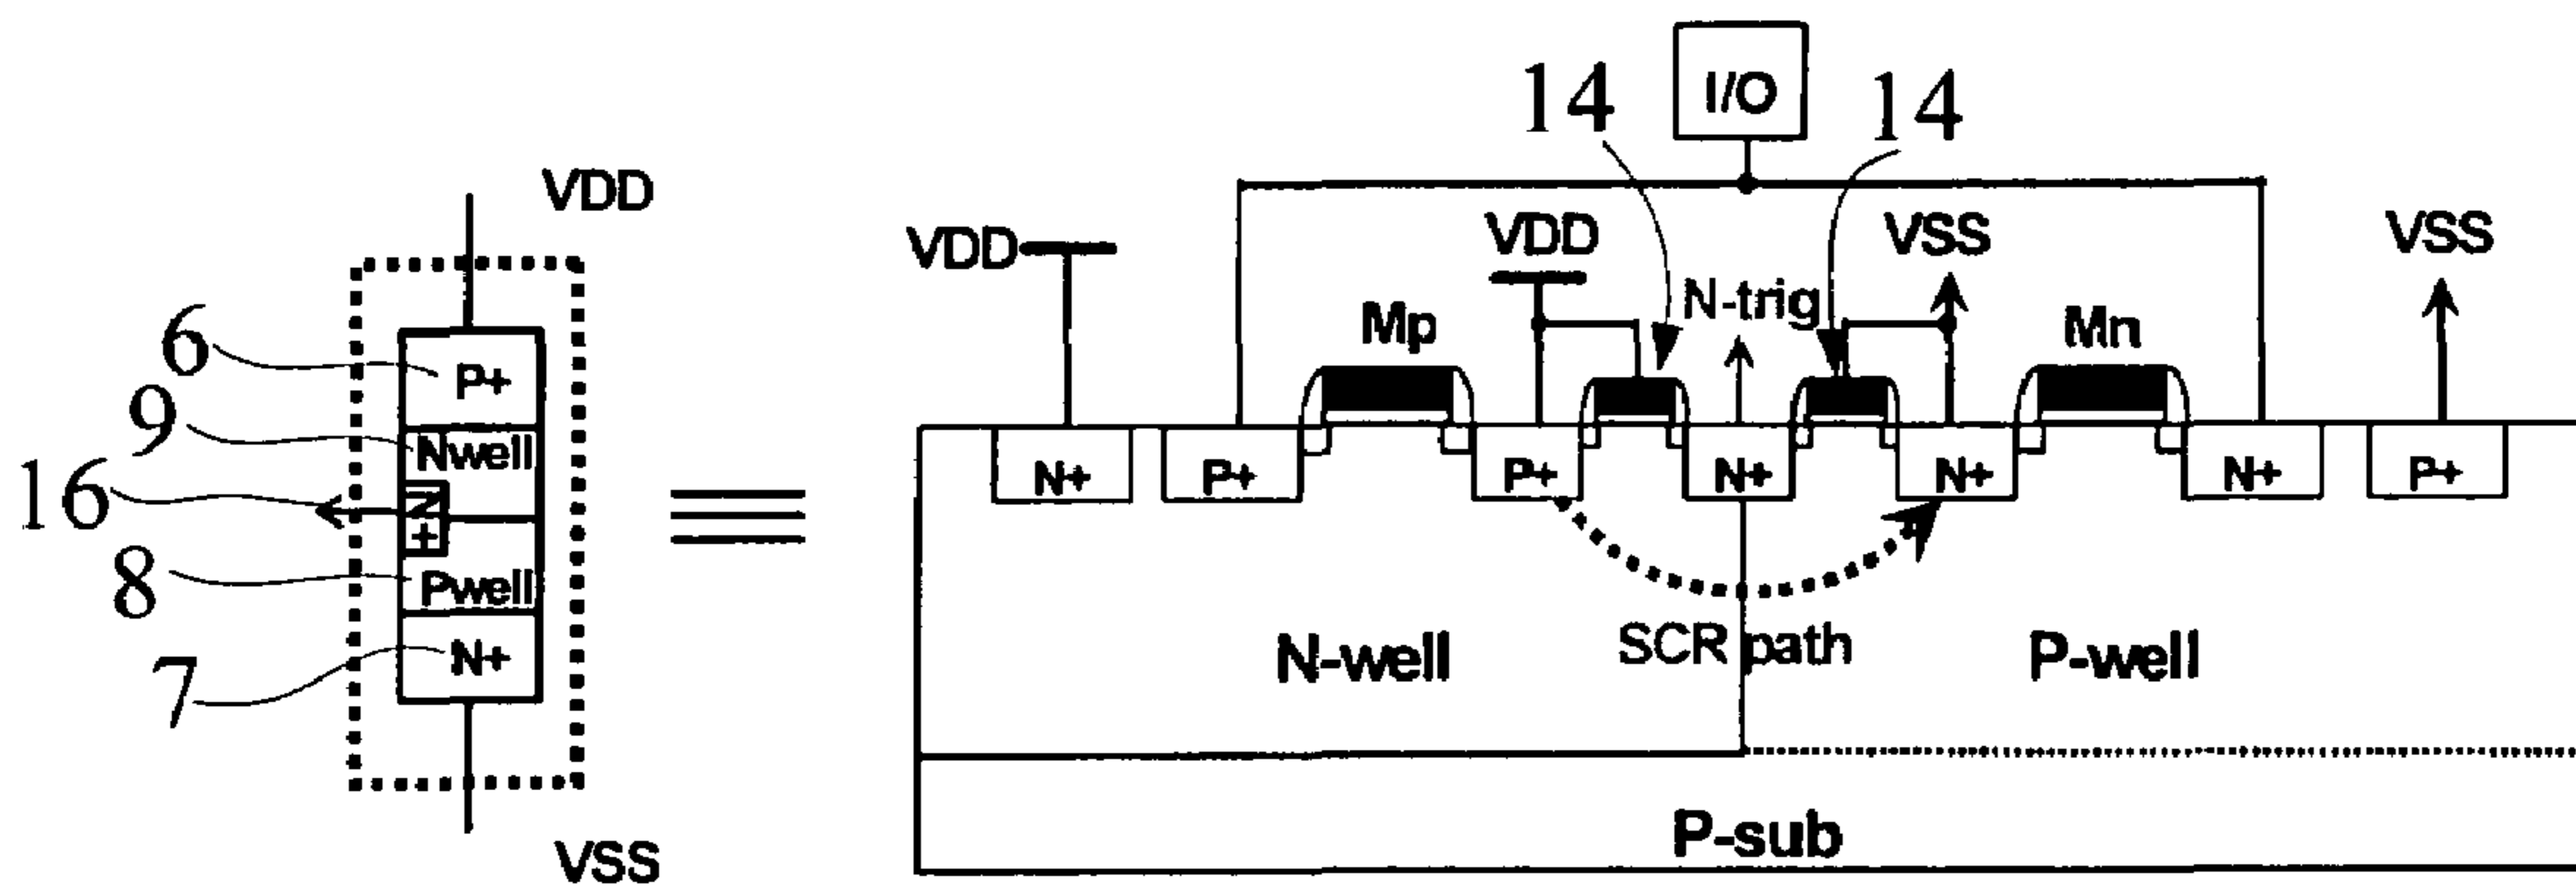 VDD
6
P+
9
Nwell
16
N+
8
Pwell
7
N+
VSS
I/O
14
14
VDD
VDD
VSS
VSS
N-trig
Mp
Mn
N+
P+
P+
N+
N+
N+
P+
SCR path
N-well
P-well
P-sub